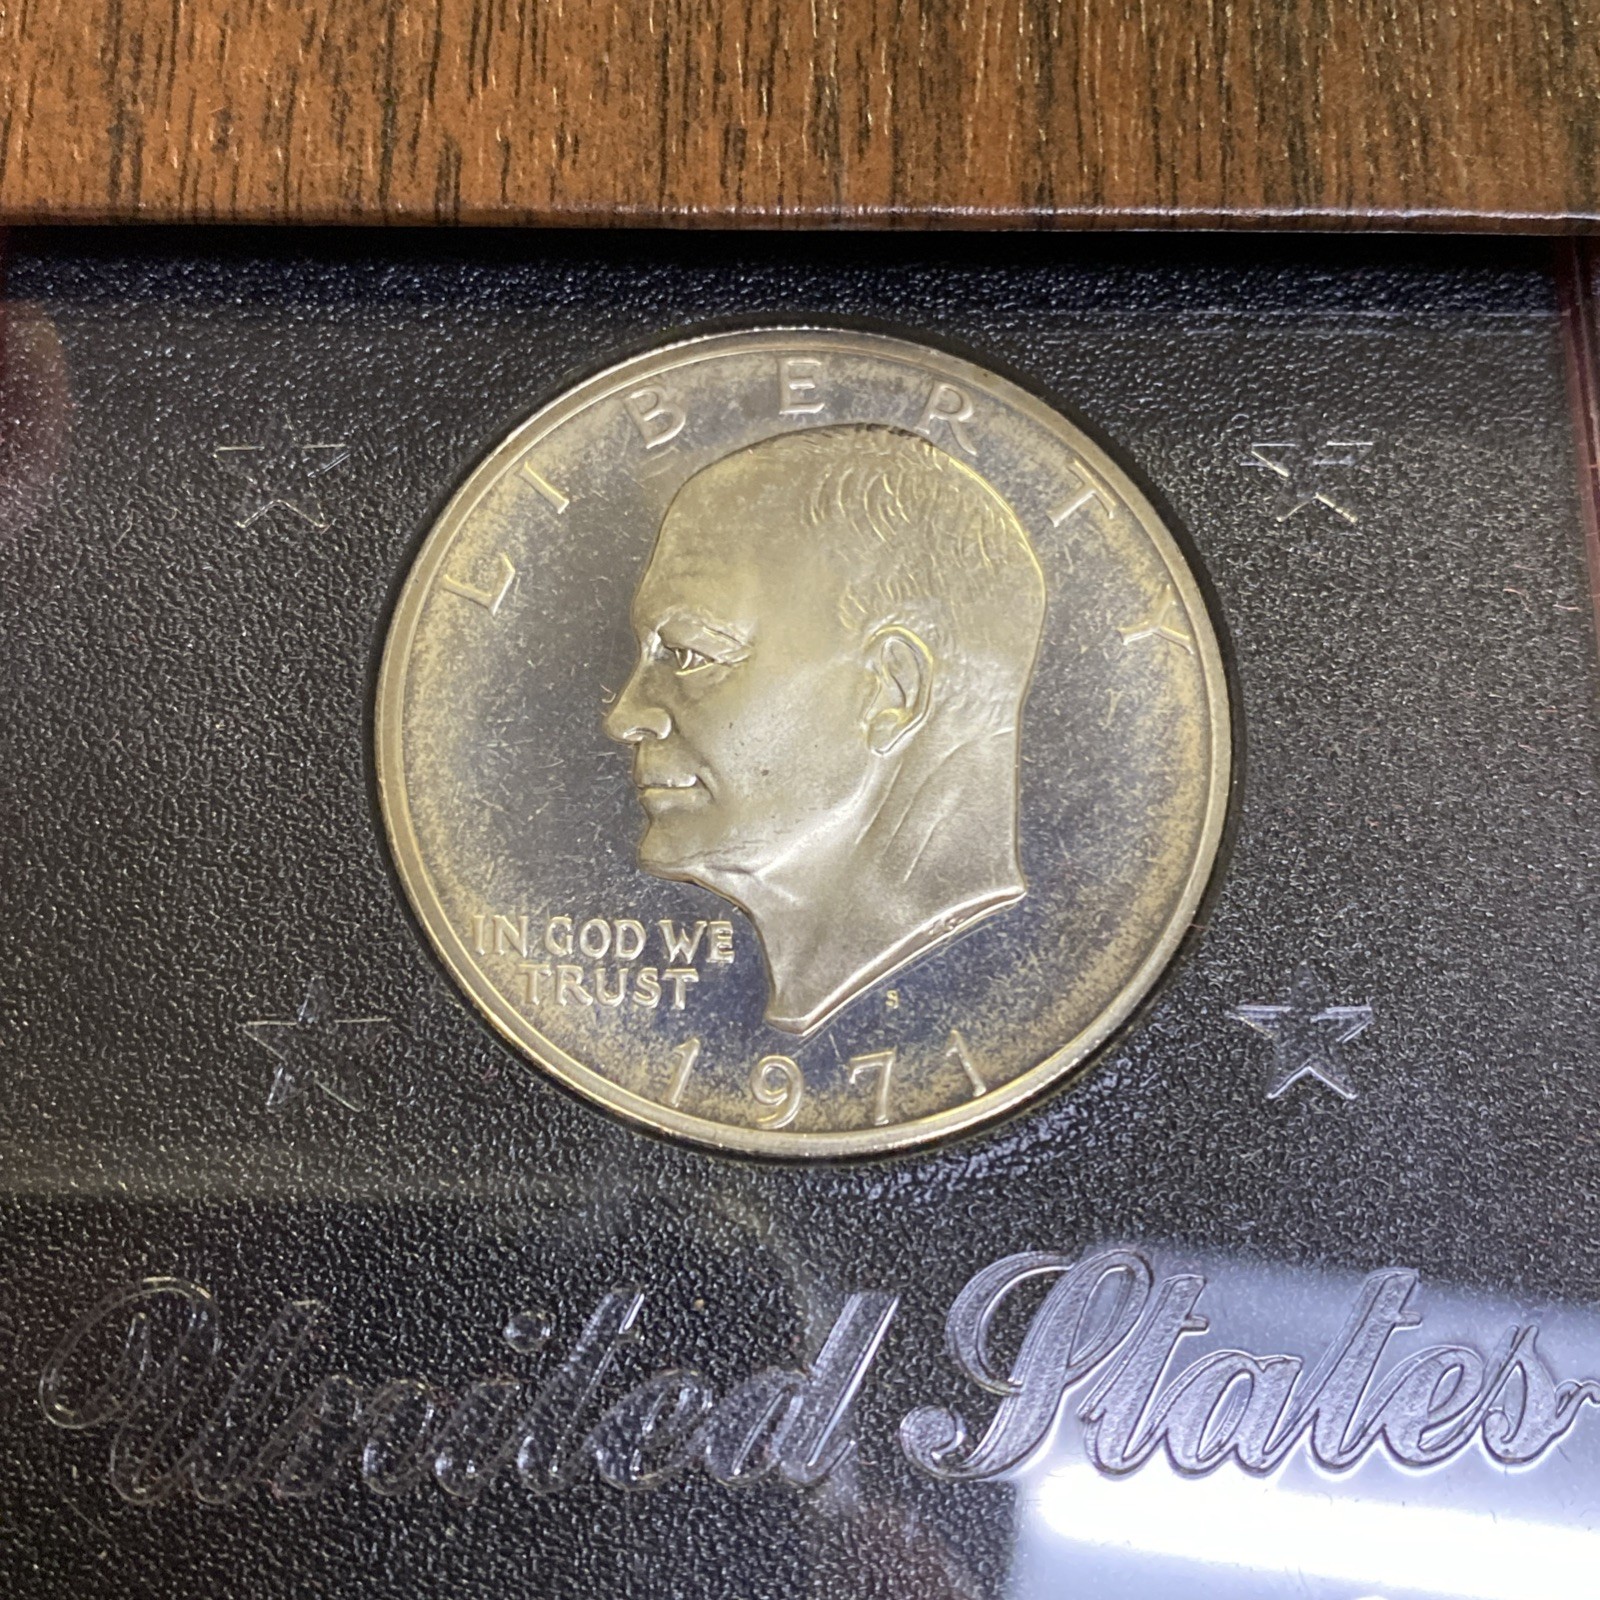 LIBERTY
IN GOD WE
TRUST
S
1971
United States